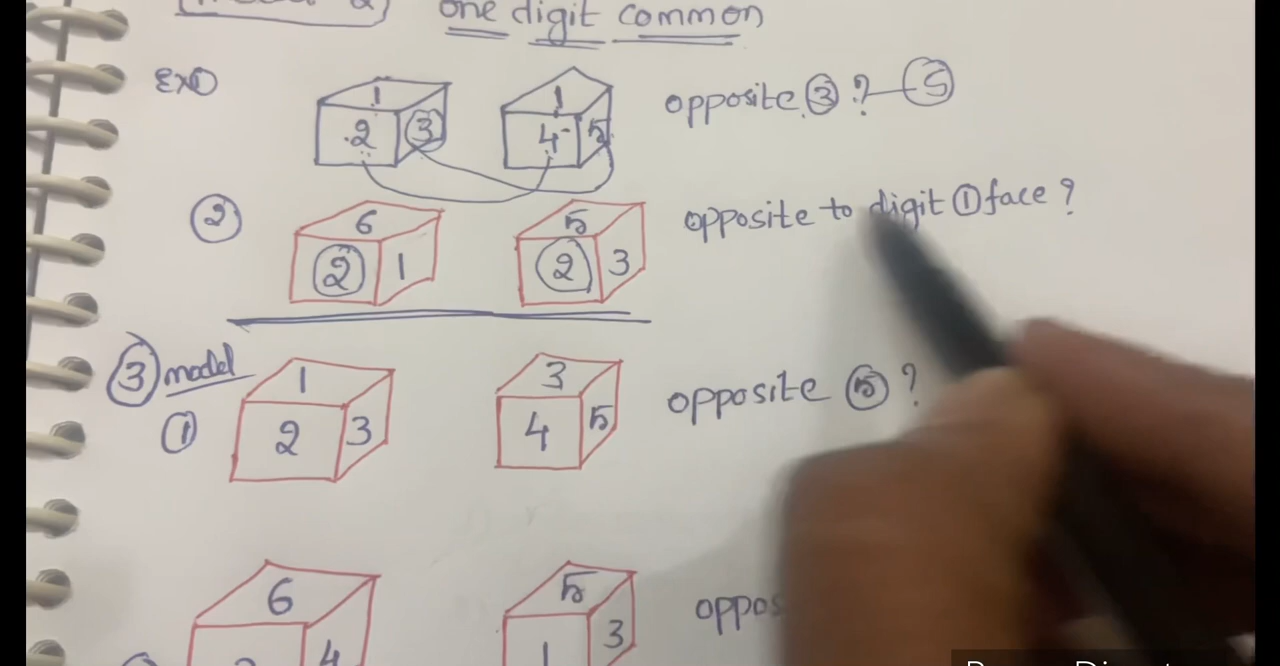 one digit common
Ex① 1 2 3 1 4 5 opposite ③ ? 5
② 6 2 1 5 2 3 opposite to digit ① face ?
③ model 1 3 opposite ⑤ ?
① 2 3 4 5
6 5 oppos
4 1 3